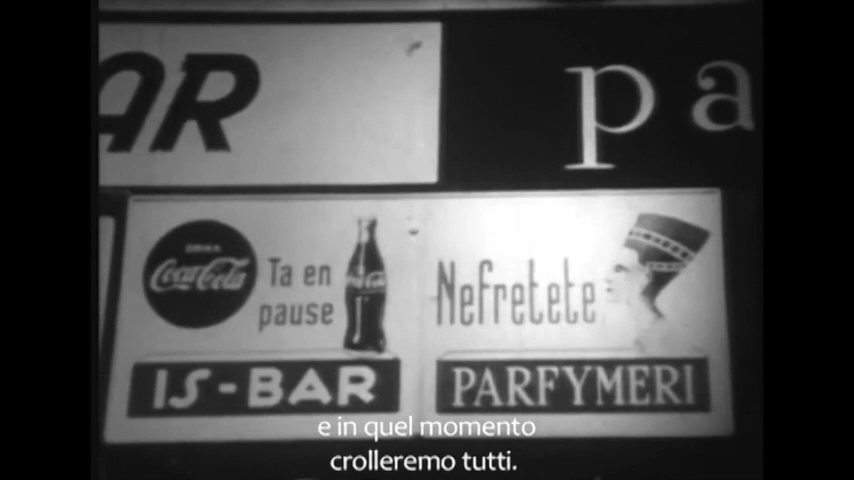 AR
pa
DRINK
Coca-Cola
Ta en
pause
IS-BAR
Nefretete
PARFYMERI
e in quel momento
crolleremo tutti.